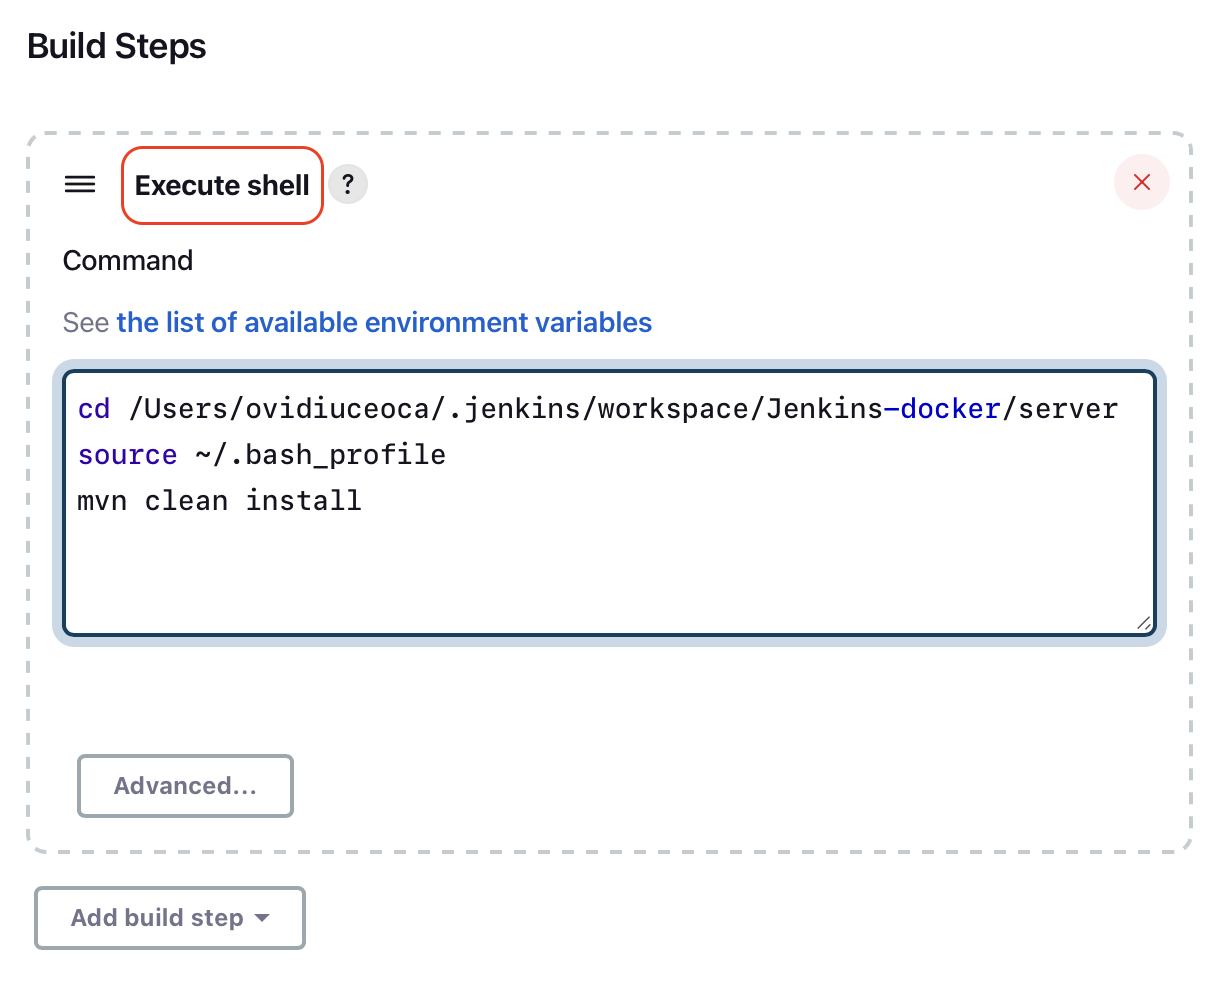 Build Steps
Execute shell ?
Command
See the list of available environment variables
cd /Users/ovidiuceoca/.jenkins/workspace/Jenkins-docker/server
source ~/.bash_profile
mvn clean install
Advanced...
Add build step